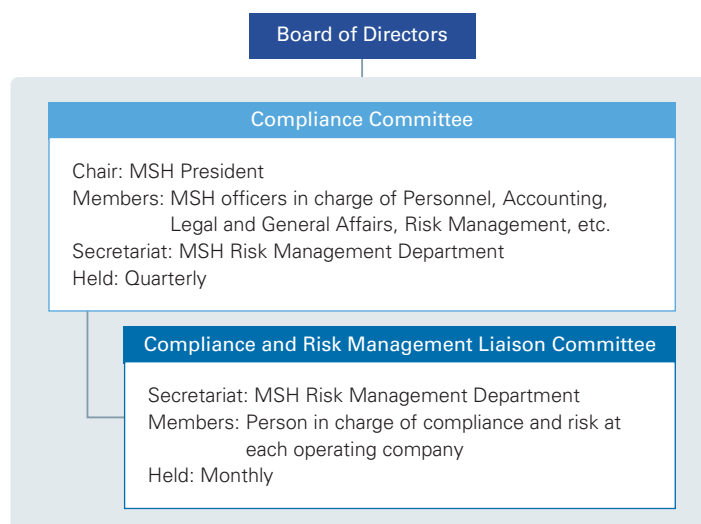 Board of Directors
Compliance Committee
Chair: MSH President
Members: MSH officers in charge of Personnel, Accounting,
Legal and General Affairs, Risk Management, etc.
Secretariat: MSH Risk Management Department
Held: Quarterly
Compliance and Risk Management Liaison Committee
Secretariat: MSH Risk Management Department
Members: Person in charge of compliance and risk at
each operating company
Held: Monthly